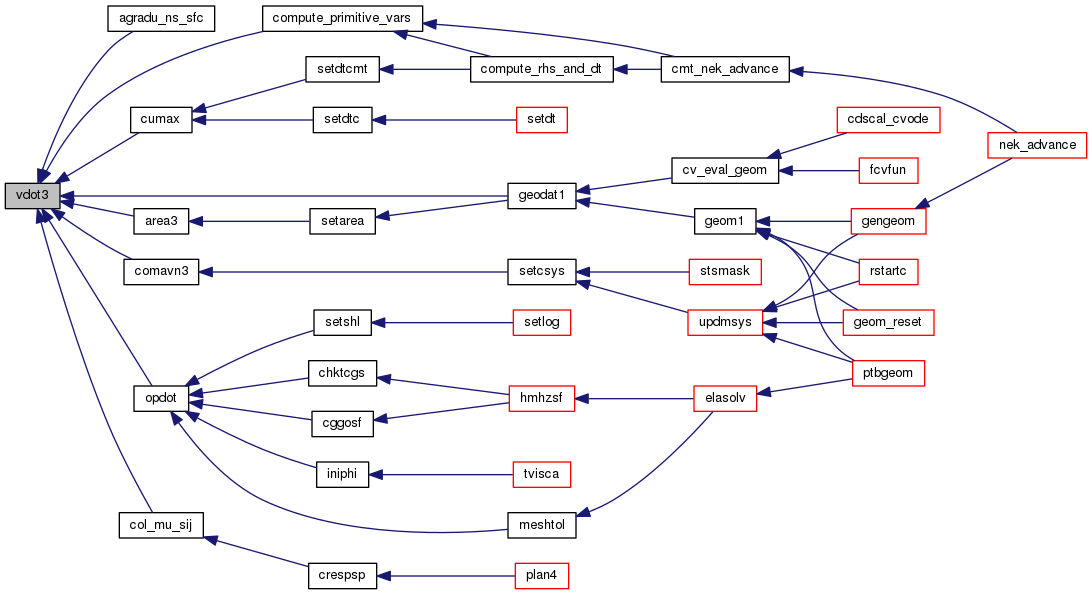 agradu_ns_sfc
compute_primitive_vars
setdtcmt
compute_rhs_and_dt
cmt_nek_advance
cumax
setdtc
setdt
cdscal_cvode
nek_advance
cv_eval_geom
fcvfun
vdot3
geodat1
area3
setarea
geom1
gengeom
comavn3
setcsys
stsmask
rstartc
setshl
setlog
updmsys
geom_reset
chktcgs
ptbgeom
opdot
hmhzsf
elasolv
cggosf
iniphi
tvisca
col_mu_sij
meshtol
crespsp
plan4